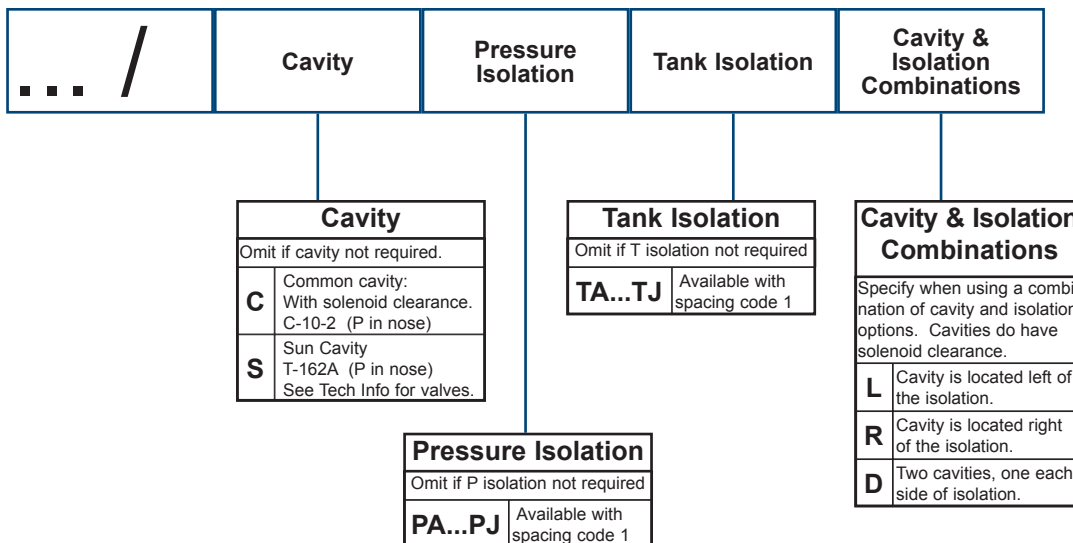 ... /
Cavity
Pressure
Isolation
Tank Isolation
Cavity &
Isolation
Combinations
Cavity
Omit if cavity not required.
C
Common cavity:
With solenoid clearance.
C-10-2 (P in nose)
S
Sun Cavity
T-162A (P in nose)
See Tech Info for valves.
Pressure Isolation
Omit if P isolation not required
PA...PJ
Available with
spacing code 1
Tank Isolation
Omit if T isolation not required
TA...TJ
Available with
spacing code 1
Cavity & Isolation
Combinations
Specify when using a combi
nation of cavity and isolation
options. Cavities do have
solenoid clearance.
L
Cavity is located left of
the isolation.
R
Cavity is located right
of the isolation.
D
Two cavities, one each
side of isolation.